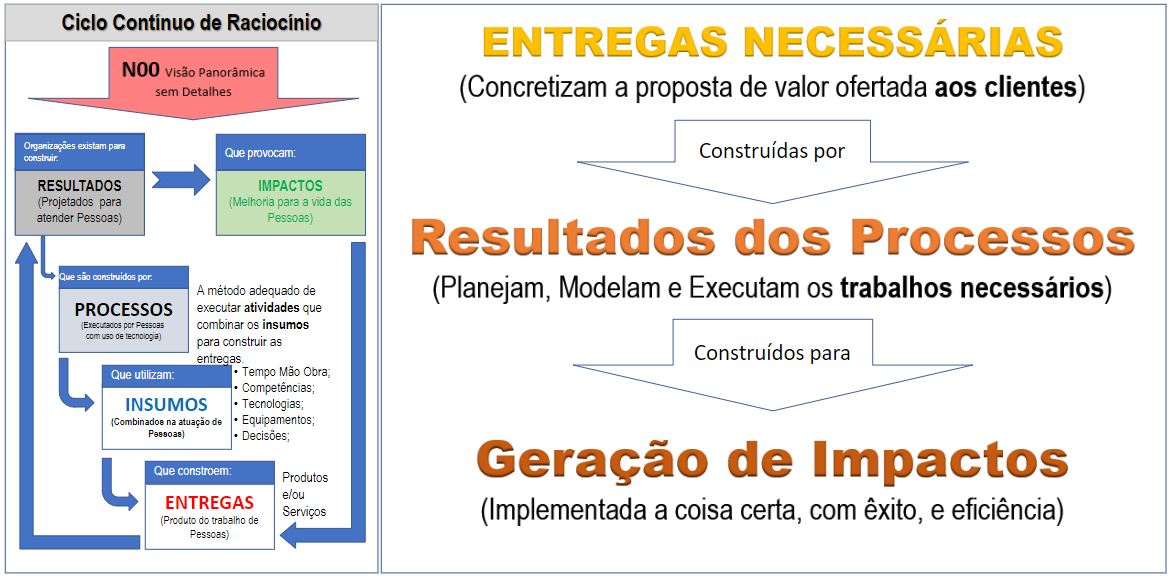 Ciclo Contínuo de Raciocínio
N00 Visão Panorâmica
sem Detalhes
Organizações existam para
construir:
RESULTADOS
(Projetados para
atender Pessoas)
Que provocam:
IMPACTOS
(Melhoria para a vida das
Pessoas)
Que são construídos por:
PROCESSOS
(Executados por Pessoas
com uso de tecnologia)
A método adequado de
executar atividades que
combinar os insumos
para construir as
entregas.
Que utilizam:
INSUMOS
(Combinados na atuação de
Pessoas)
• Tempo Mão Obra;
• Competências;
• Tecnologias;
• Equipamentos;
• Decisões;
Que constroem:
ENTREGAS
(Produto do trabalho de
Pessoas)
Produtos
e/ou
Serviços
ENTREGAS NECESSÁRIAS
(Concretizam a proposta de valor ofertada aos clientes)
Construídas por
Resultados dos Processos
(Planejam, Modelam e Executam os trabalhos necessários)
Construídos para
Geração de Impactos
(Implementada a coisa certa, com êxito, e eficiência)